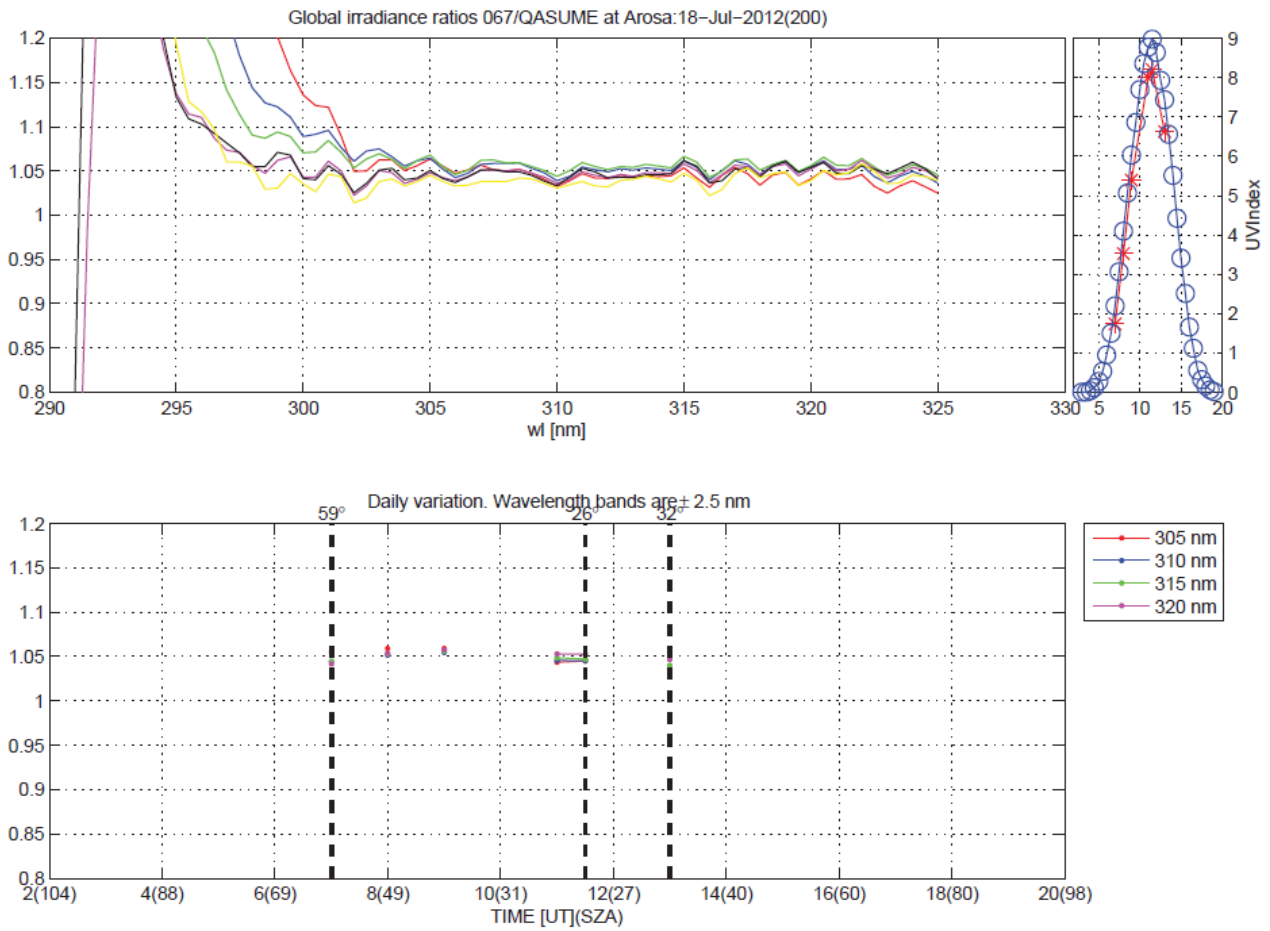 Global irradiance ratios 067/QASUME at Arosa:18−Jul−2012(200)
1.2
1.15
1.1
1.05
1
0.95
0.9
0.85
0.8
290 295 300 305 310 315 320 325 330
wl [nm]
9
8
7
6
5
4
3
2
1
0
UVIndex
5 10 15 20
Daily variation. Wavelength bands are± 2.5 nm
59° 26° 32°
1.2
1.15
1.1
1.05
1
0.95
0.9
0.85
0.8
2(104) 4(88) 6(69) 8(49) 10(31) 12(27) 14(40) 16(60) 18(80) 20(98)
TIME [UT](SZA)
305 nm
310 nm
315 nm
320 nm